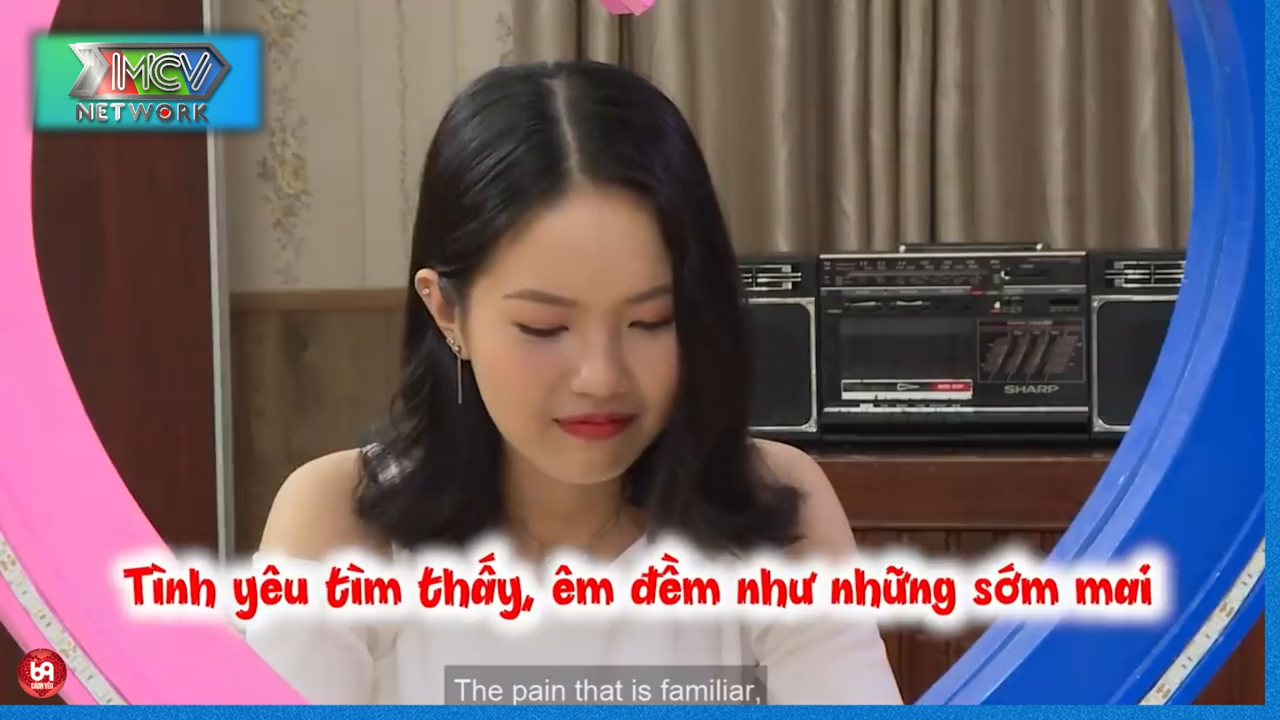 MCV
NETWORK
SHARP
Tình yêu tìm thấy, êm đềm như những sớm mai
The pain that is familiar,